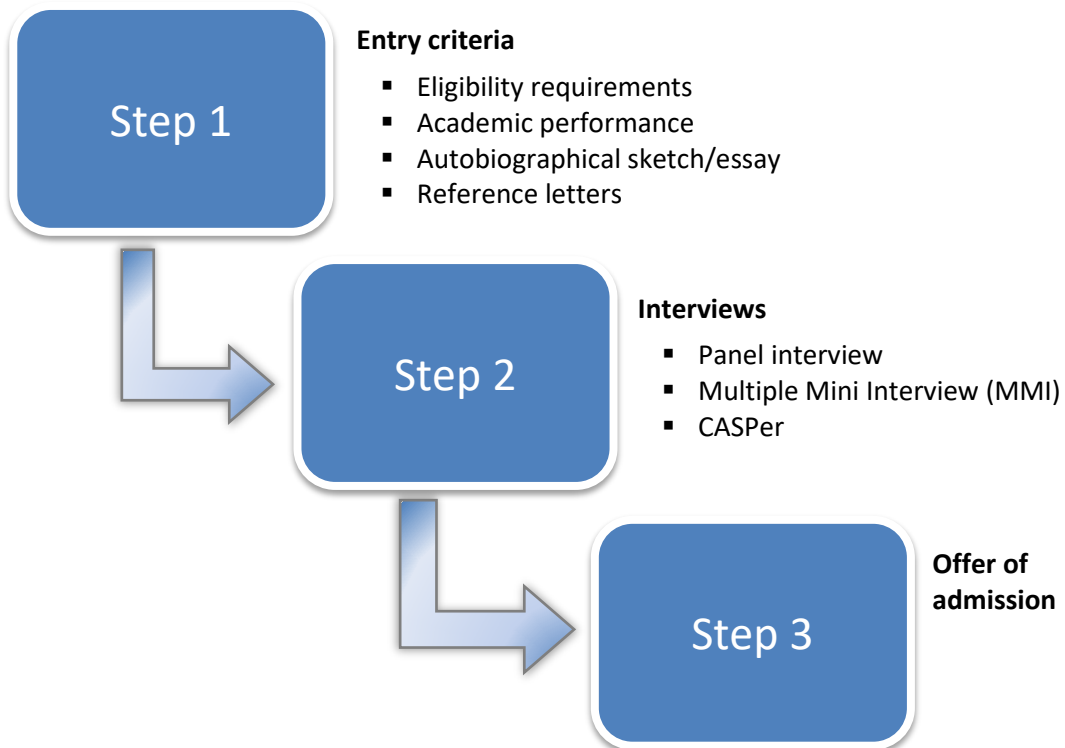 Step 1
Entry criteria
▪ Eligibility requirements
▪ Academic performance
▪ Autobiographical sketch/essay
▪ Reference letters
Step 2
Interviews
▪ Panel interview
▪ Multiple Mini Interview (MMI)
▪ CASPer
Step 3
Offer of
admission